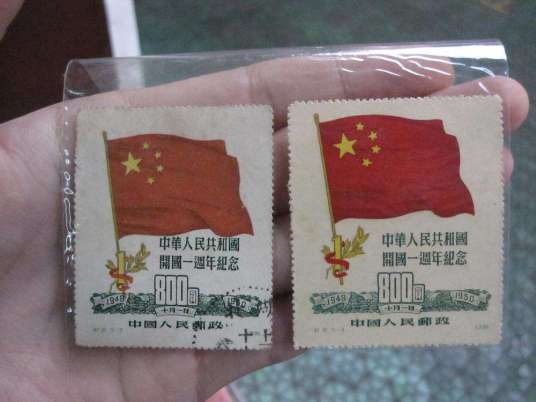 中華人民共和國
開國一週年紀念
1949 800圓 1950
十月一日
中國人民郵政
中華人民共和國
開國一週年紀念
1949 800圓 1950
十月一日
中國人民郵政